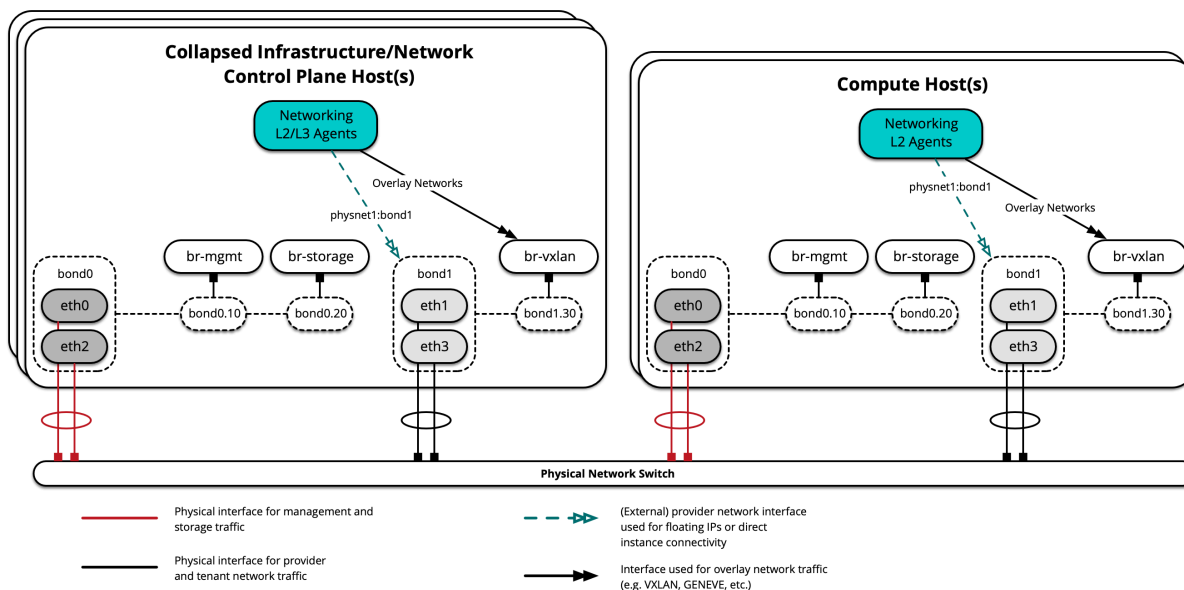 Collapsed Infrastructure/Network
Control Plane Host(s)
Networking
L2/L3 Agents
Overlay Networks
physnet1:bond1
br-mgmt
br-storage
br-vxlan
bond0
eth0
eth2
bond0.10
bond0.20
bond1
eth1
eth3
bond1.30
Compute Host(s)
Networking
L2 Agents
physnet1:bond1
Overlay Networks
br-mgmt
br-storage
br-vxlan
bond0
eth0
eth2
bond0.10
bond0.20
bond1
eth1
eth3
bond1.30
Physical Network Switch
Physical interface for management and
storage traffic
Physical interface for provider
and tenant network traffic
(External) provider network interface
used for floating IPs or direct
instance connectivity
Interface used for overlay network traffic
(e.g. VXLAN, GENEVE, etc.)